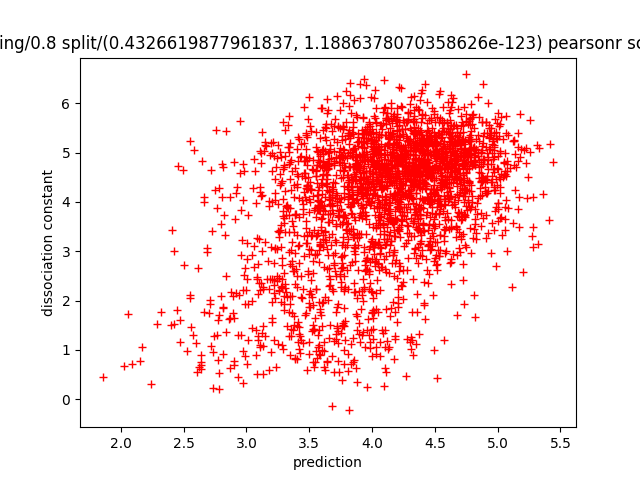 ing/0.8 split/(0.4326619877961837, 1.1886378070358626e-123) pearsonr sc
dissociation constant
6
5
4
3
2
1
0
2.0 2.5 3.0 3.5 4.0 4.5 5.0 5.5
prediction